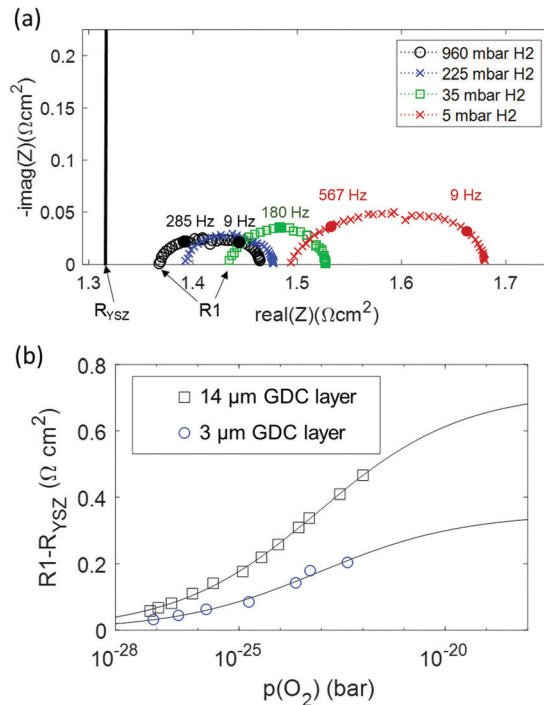 (a)
0.2
0.15
0.1
0.05
0
-imag(Z)(Ωcm²)
960 mbar H2
225 mbar H2
35 mbar H2
5 mbar H2
285 Hz 9 Hz
180 Hz
567 Hz
9 Hz
1.3 1.4 1.5 1.6 1.7
R_YSZ
R1
real(Z)(Ωcm²)
(b)
0.8
0.6
0.4
0.2
0
R1-R_YSZ (Ω cm²)
14 μm GDC layer
3 μm GDC layer
10⁻²⁸ 10⁻²⁵ 10⁻²⁰
p(O₂) (bar)